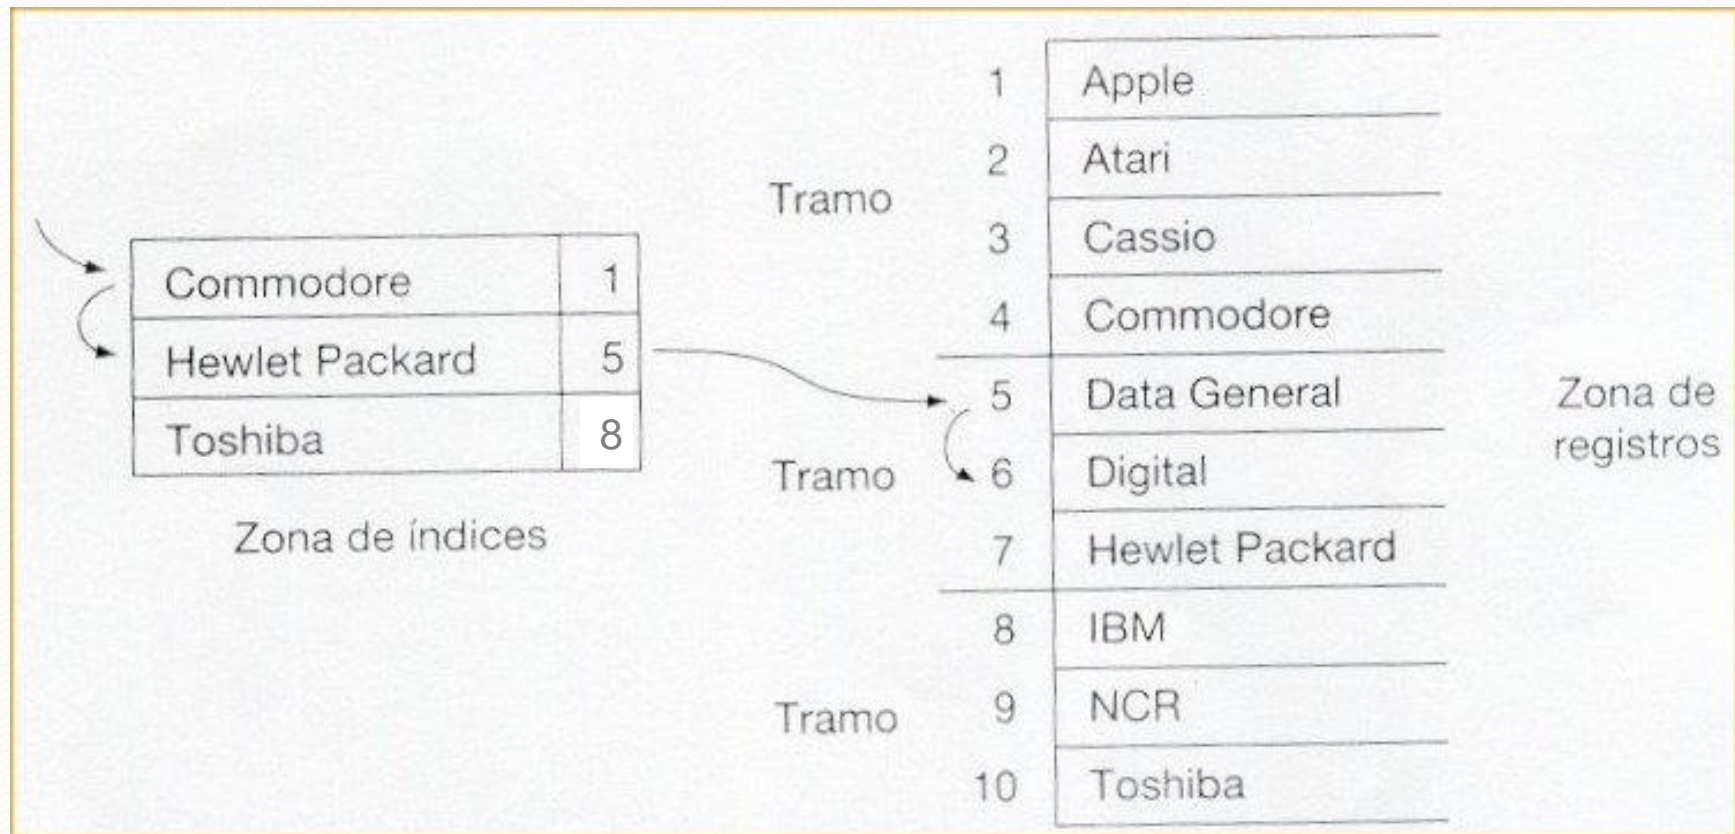 Commodore 1
Hewlet Packard 5
Toshiba 8
Zona de índices
Tramo
Tramo
Tramo
1 Apple
2 Atari
3 Cassio
4 Commodore
5 Data General
6 Digital
7 Hewlet Packard
8 IBM
9 NCR
10 Toshiba
Zona de
registros